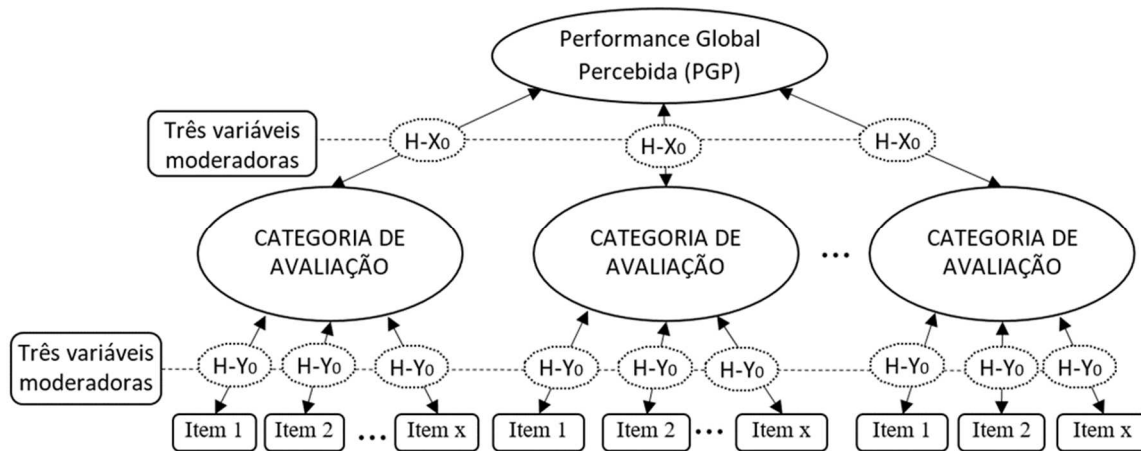 Performance Global
Percebida (PGP)
Três variáveis
moderadoras
H-X₀
H-X₀
H-X₀
CATEGORIA DE
AVALIAÇÃO
CATEGORIA DE
AVALIAÇÃO
...
CATEGORIA DE
AVALIAÇÃO
Três variáveis
moderadoras
H-Y₀ H-Y₀ H-Y₀ H-Y₀ H-Y₀ H-Y₀ H-Y₀ H-Y₀ H-Y₀
Item 1 Item 2 ... Item x Item 1 Item 2 ... Item x Item 1 Item 2 Item x